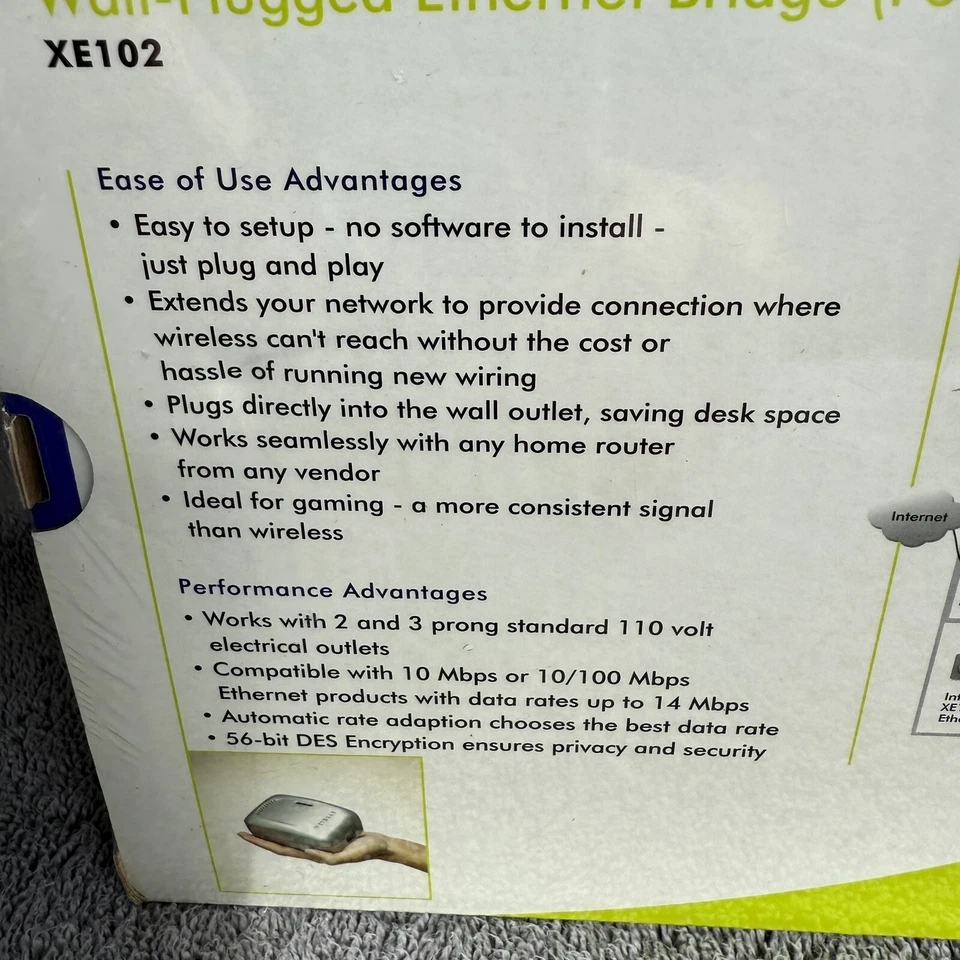 Wall-Plugged Ethernet Bridge
XE102
Ease of Use Advantages
• Easy to setup - no software to install -
just plug and play
• Extends your network to provide connection where
wireless can't reach without the cost or
hassle of running new wiring
• Plugs directly into the wall outlet, saving desk space
• Works seamlessly with any home router
from any vendor
• Ideal for gaming - a more consistent signal
than wireless
Performance Advantages
• Works with 2 and 3 prong standard 110 volt
electrical outlets
• Compatible with 10 Mbps or 10/100 Mbps
Ethernet products with data rates up to 14 Mbps
• Automatic rate adaption chooses the best data rate
• 56-bit DES Encryption ensures privacy and security
Internet
NETGEAR